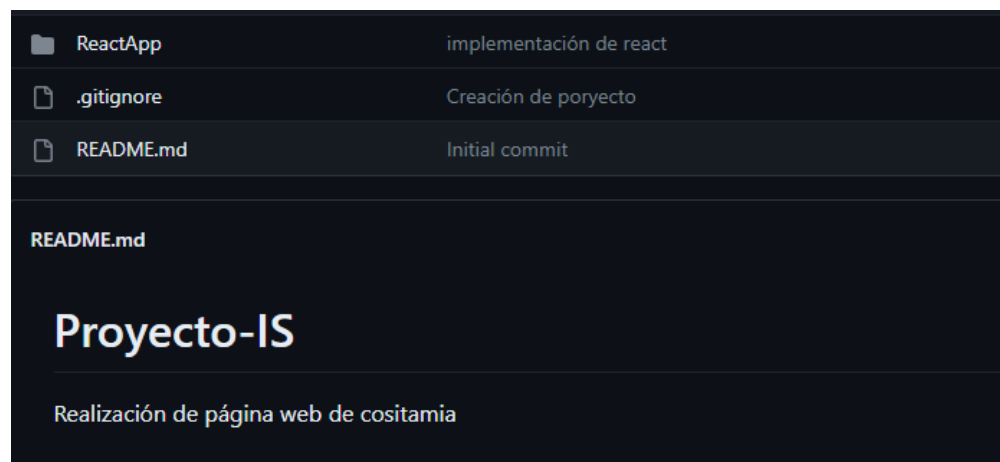 ReactApp implementación de react
.gitignore Creación de poryecto
README.md Initial commit
README.md
Proyecto-IS
Realización de página web de cositamia